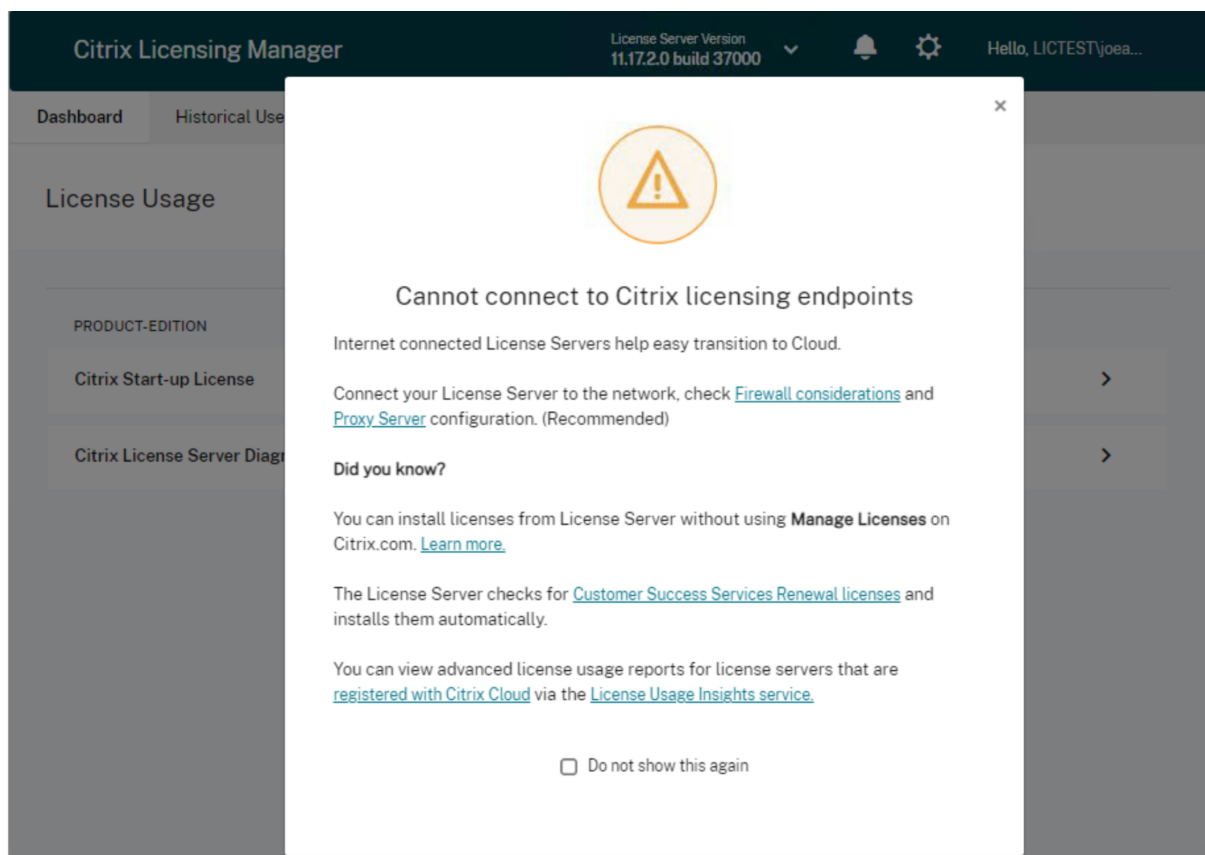 Citrix Licensing Manager
License Server Version
11.17.2.0 build 37000
Hello, LICTEST\joea...
Dashboard
Historical Use
License Usage
PRODUCT-EDITION
Citrix Start-up License
Citrix License Server Diagn
Cannot connect to Citrix licensing endpoints
Internet connected License Servers help easy transition to Cloud.
Connect your License Server to the network, check Firewall considerations and
Proxy Server configuration. (Recommended)
Did you know?
You can install licenses from License Server without using Manage Licenses on
Citrix.com. Learn more.
The License Server checks for Customer Success Services Renewal licenses and
installs them automatically.
You can view advanced license usage reports for license servers that are
registered with Citrix Cloud via the License Usage Insights service.
Do not show this again